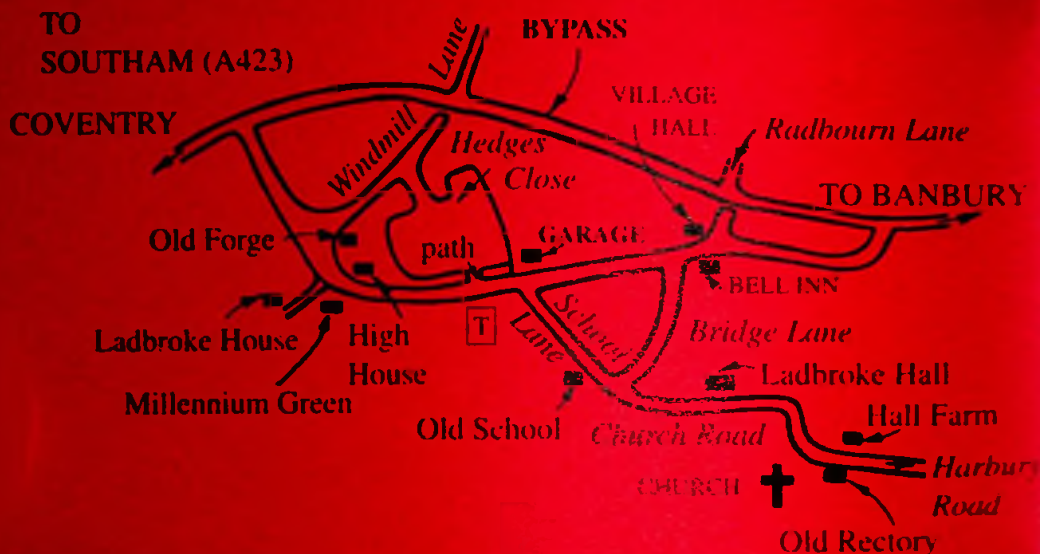 TO
SOUTHAM (A423)
COVENTRY
Lane
BYPASS
VILLAGE
HALL
Radbourn Lane
Windmill
Hedges
Close
TO BANBURY
Old Forge
path
GARAGE
BELL INN
Ladbroke House
High
House
T
School
Lane
Bridge Lane
Millennium Green
Ladbroke Hall
Old School
Church Road
Hall Farm
CHURCH
Harbury
Road
Old Rectory